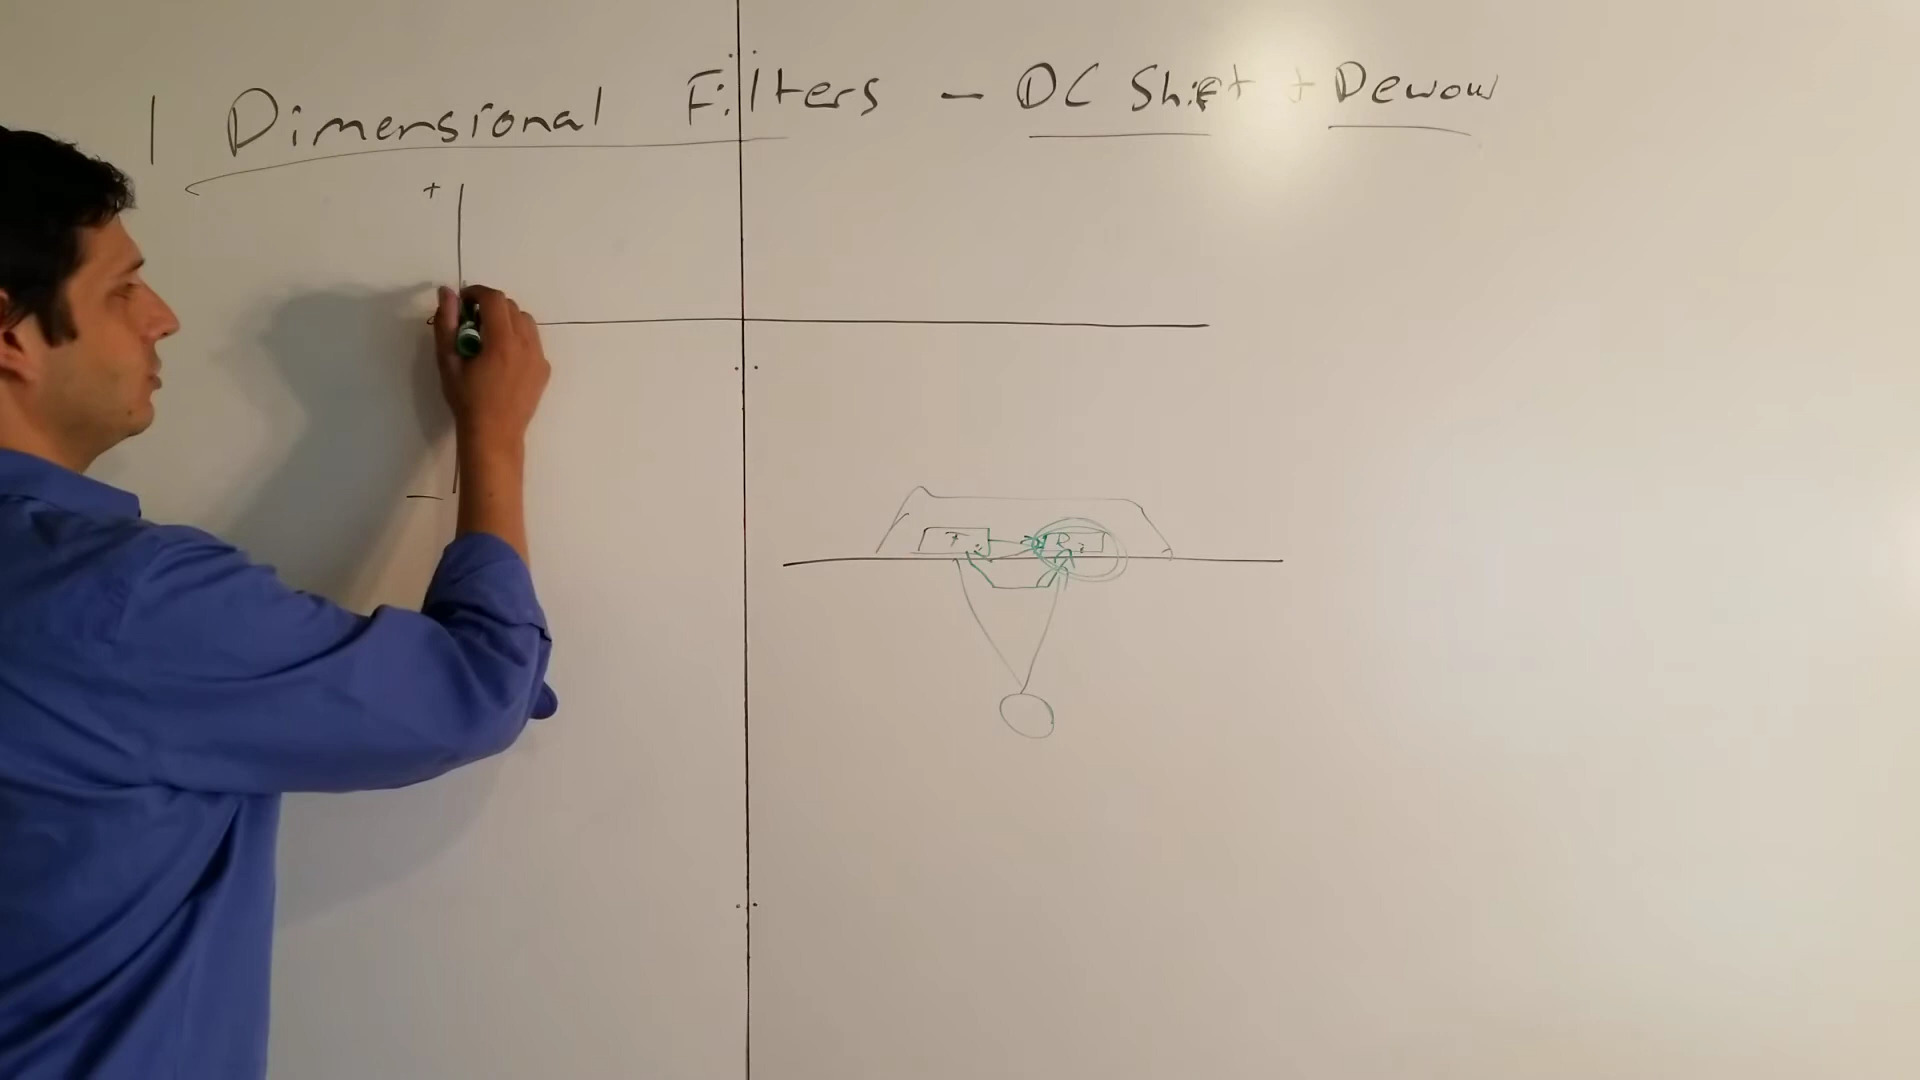 1 Dimensional Filters - DC Shift + Dewow
+
-
T R